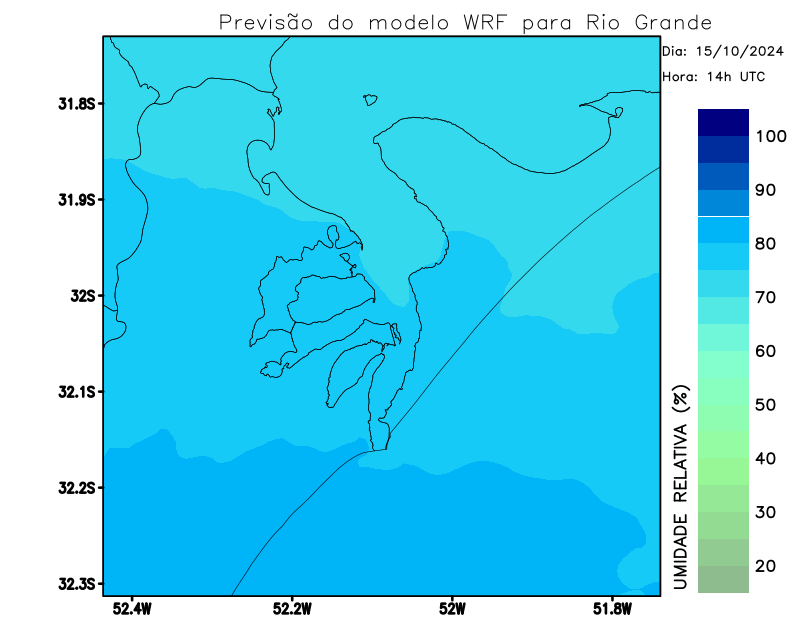 Previsão do modelo WRF para Rio Grande
Dia: 15/10/2024
Hora: 14h UTC
31.8S
31.9S
32S
32.1S
32.2S
32.3S
52.4W
52.2W
52W
51.8W
100
90
80
70
60
50
40
30
20
UMIDADE RELATIVA (%)